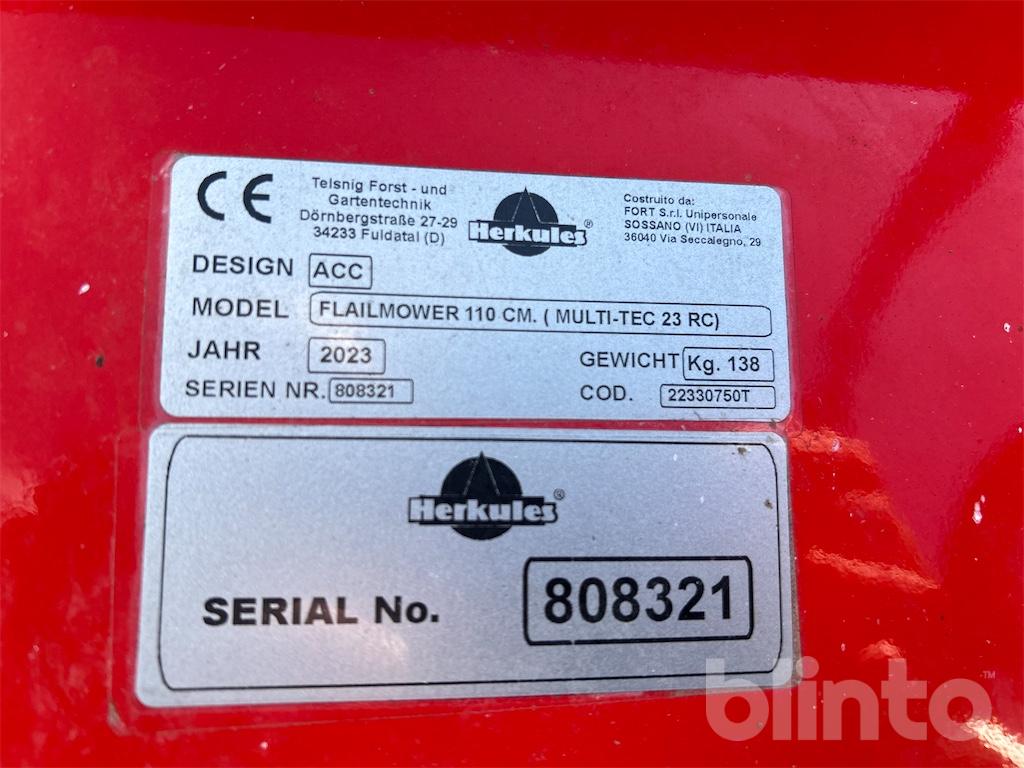 CE
Telsnig Forst - und
Gartentechnik
Dörnbergstraße 27-29
34233 Fuldatal (D)
Herkules®
Costruito da:
FORT S.r.l. Unipersonale
SOSSANO (VI) ITALIA
36040 Via Seccalegno, 29
DESIGN ACC
MODEL FLAILMOWER 110 CM. ( MULTI-TEC 23 RC)
JAHR 2023 GEWICHT Kg. 138
SERIEN NR. 808321 COD. 22330750T
Herkules®
SERIAL No. 808321
blinto™